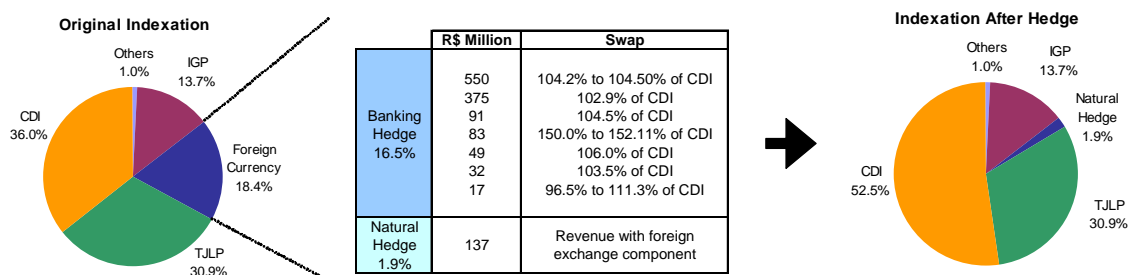 Original Indexation
Others
1.0%
IGP
13.7%
CDI
36.0%
Foreign
Currency
18.4%
TJLP
30.9%
R$ Million Swap
Banking
Hedge
16.5%
550 104.2% to 104.50% of CDI
375 102.9% of CDI
91 104.5% of CDI
83 150.0% to 152.11% of CDI
49 106.0% of CDI
32 103.5% of CDI
17 96.5% to 111.3% of CDI
Natural
Hedge
1.9%
137
Revenue with foreign
exchange component
Indexation After Hedge
Others
1.0%
IGP
13.7%
Natural
Hedge
1.9%
CDI
52.5%
TJLP
30.9%